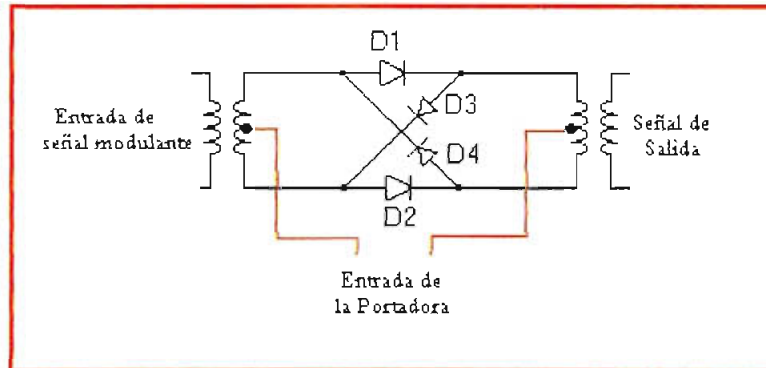 D1
Entrada de
señal modulante
D3
Señal de
Salida
D4
D2
Entrada de
la Portadora